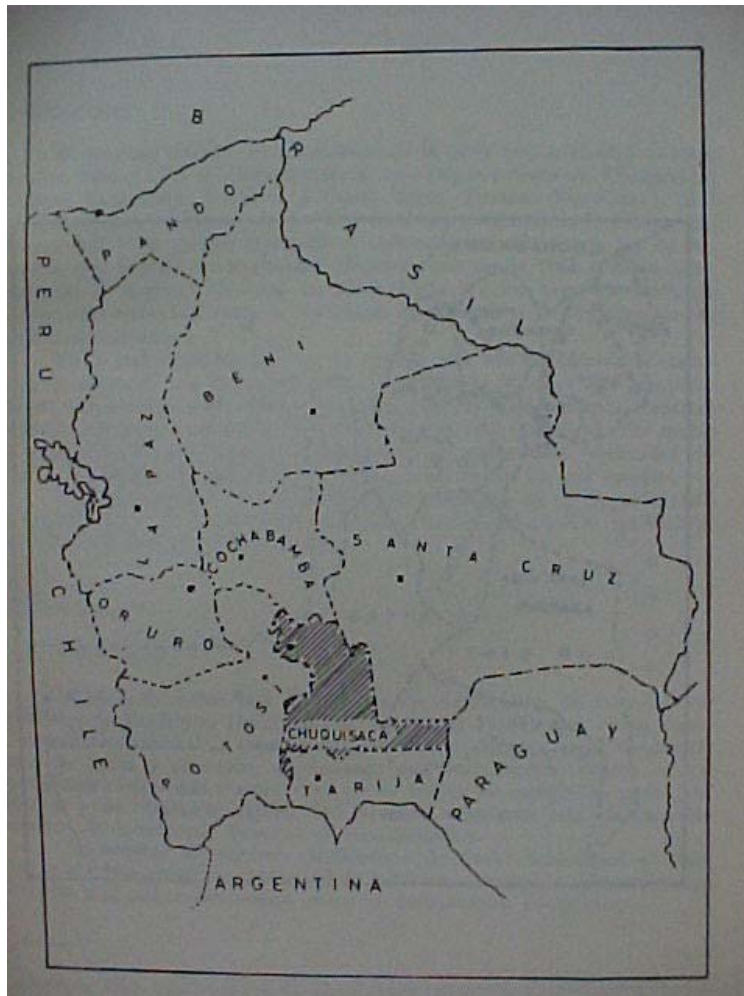 BRASIL
PANDO
PERU
BENI
LA PAZ
COCHABAMBA
SANTA CRUZ
CHILE
ORURO
POTOSI
CHUQUISACA
TARIJA
PARAGUAY
ARGENTINA